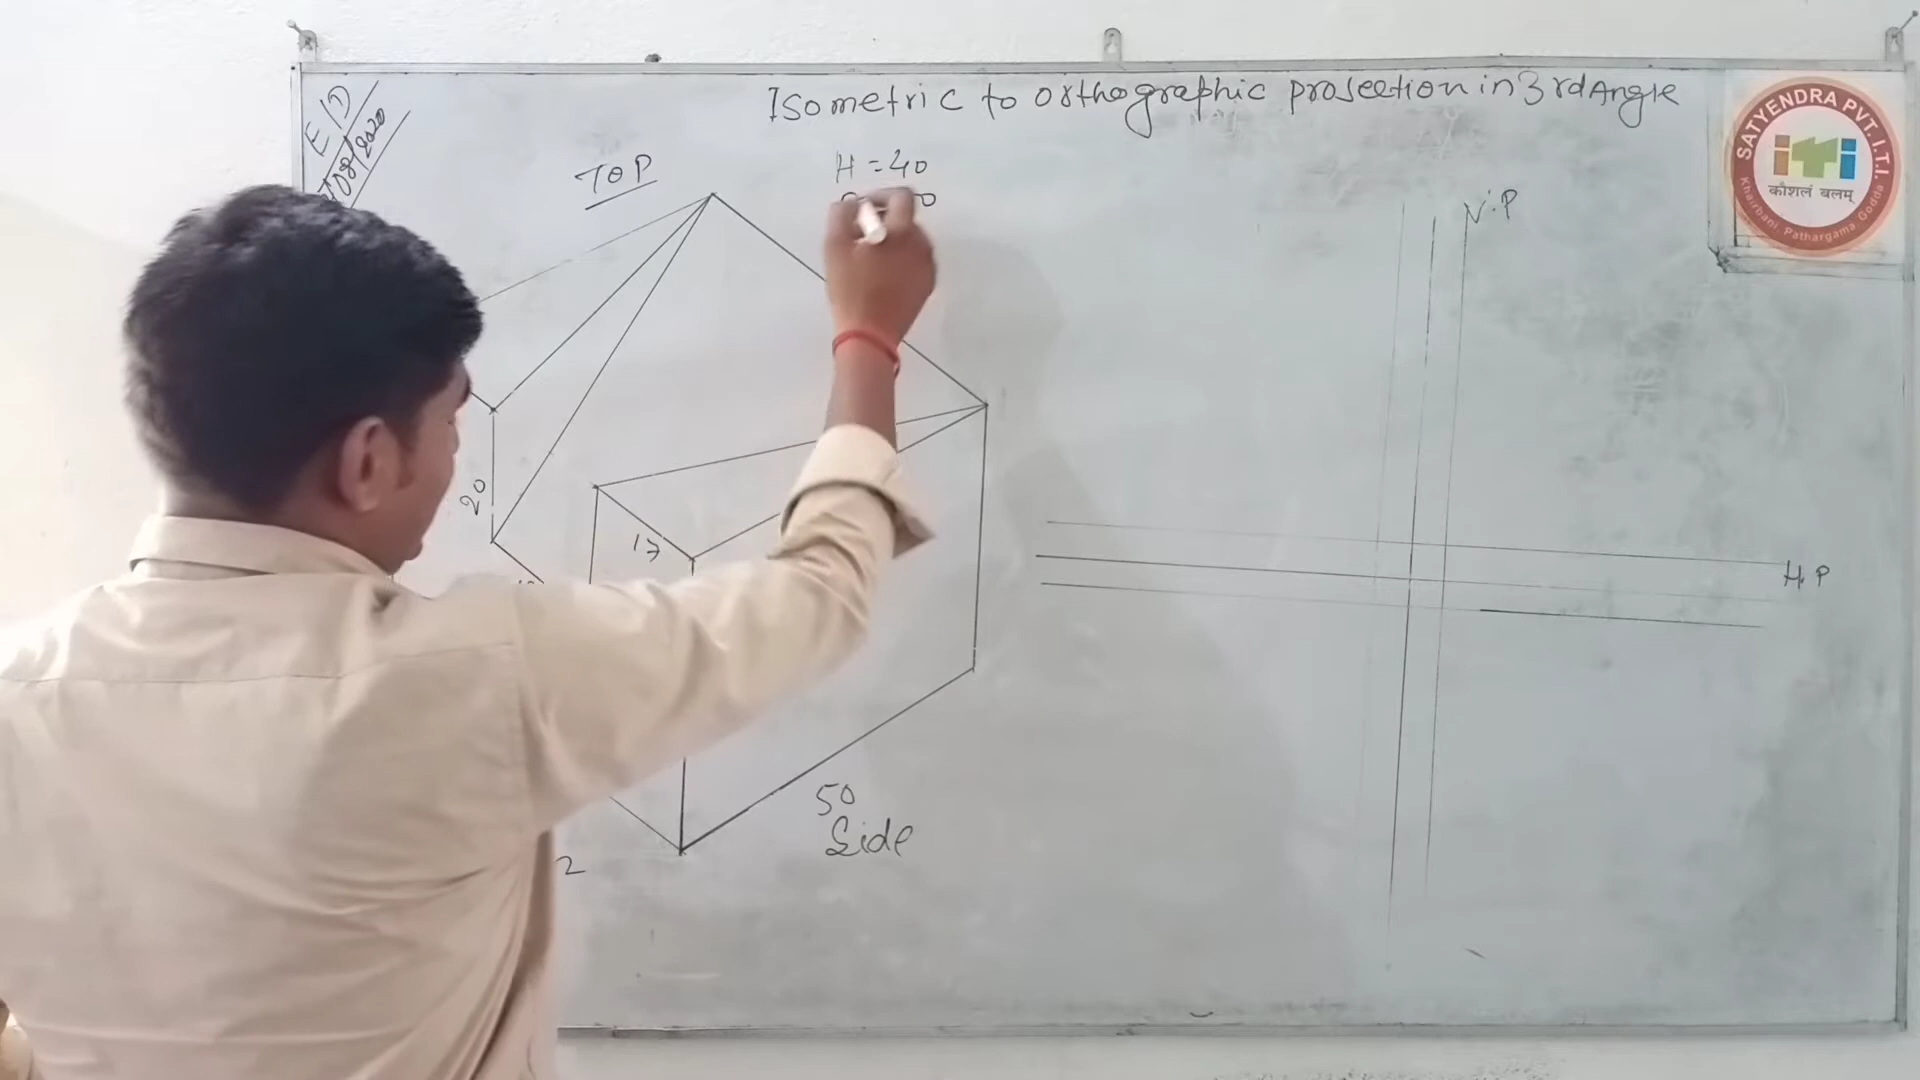 Isometric to orthographic projection in 3rd Angle
E/D
/08/2020
TOP
H = 40
V.P
H.P
20
17
50
Side
2
SATYENDRA PVT. I.T.I.
iti
कौशलं बलम्
Khairbani, Pathargama, Godda